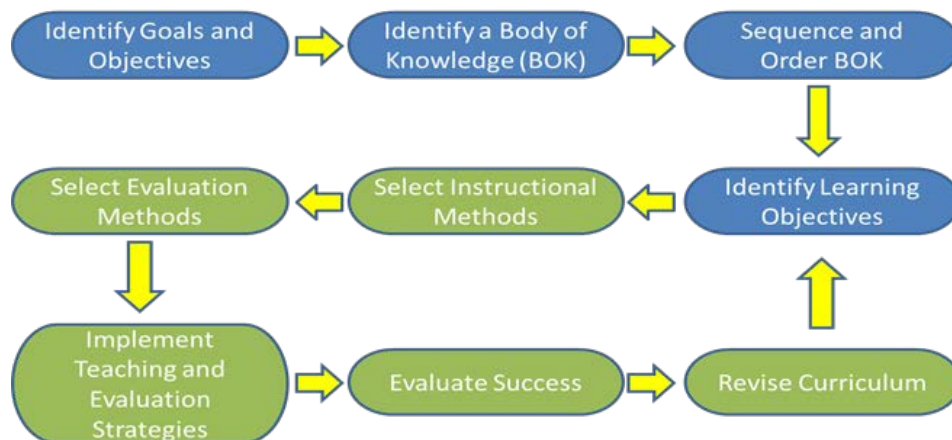 Identify Goals and
Objectives
Identify a Body of
Knowledge (BOK)
Sequence and
Order BOK
Select Evaluation
Methods
Select Instructional
Methods
Identify Learning
Objectives
Implement
Teaching and
Evaluation
Strategies
Evaluate Success
Revise Curriculum